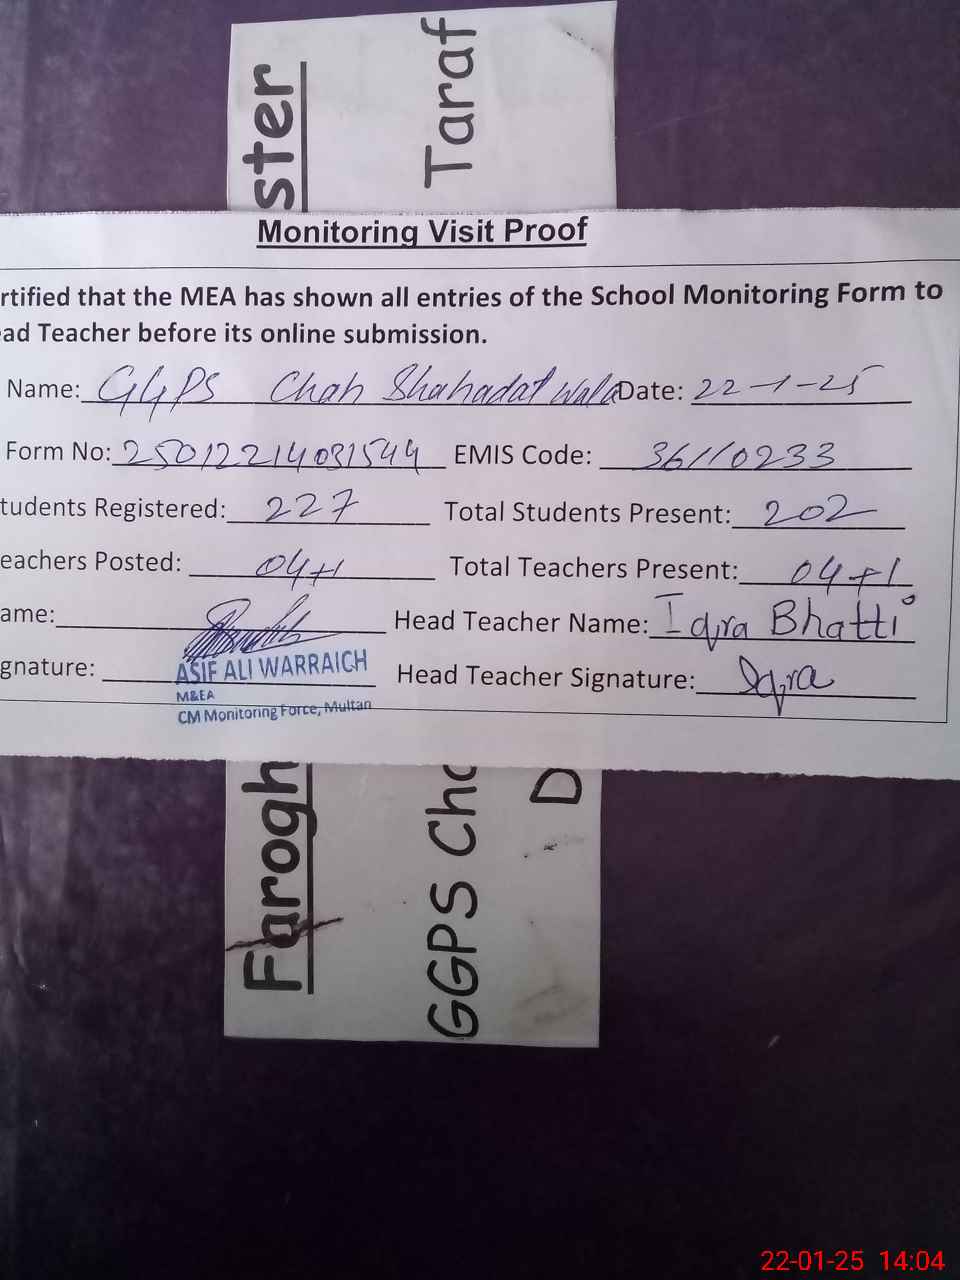 ster
Taraf
Monitoring Visit Proof
rtified that the MEA has shown all entries of the School Monitoring Form to
ad Teacher before its online submission.
Name: GGPS Chah Shahadat Wala Date: 22-1-25
Form No: 25012214031544 EMIS Code: 36110233
tudents Registered: 227 Total Students Present: 202
eachers Posted: 04+1 Total Teachers Present: 04+1
ame: Head Teacher Name: Iqra Bhatti
gnature: Head Teacher Signature: Iqra
ASIF ALI WARRAICH
M&EA
CM Monitoring Force, Multan
Farogh
GGPS Cha
D
22-01-25 14:04